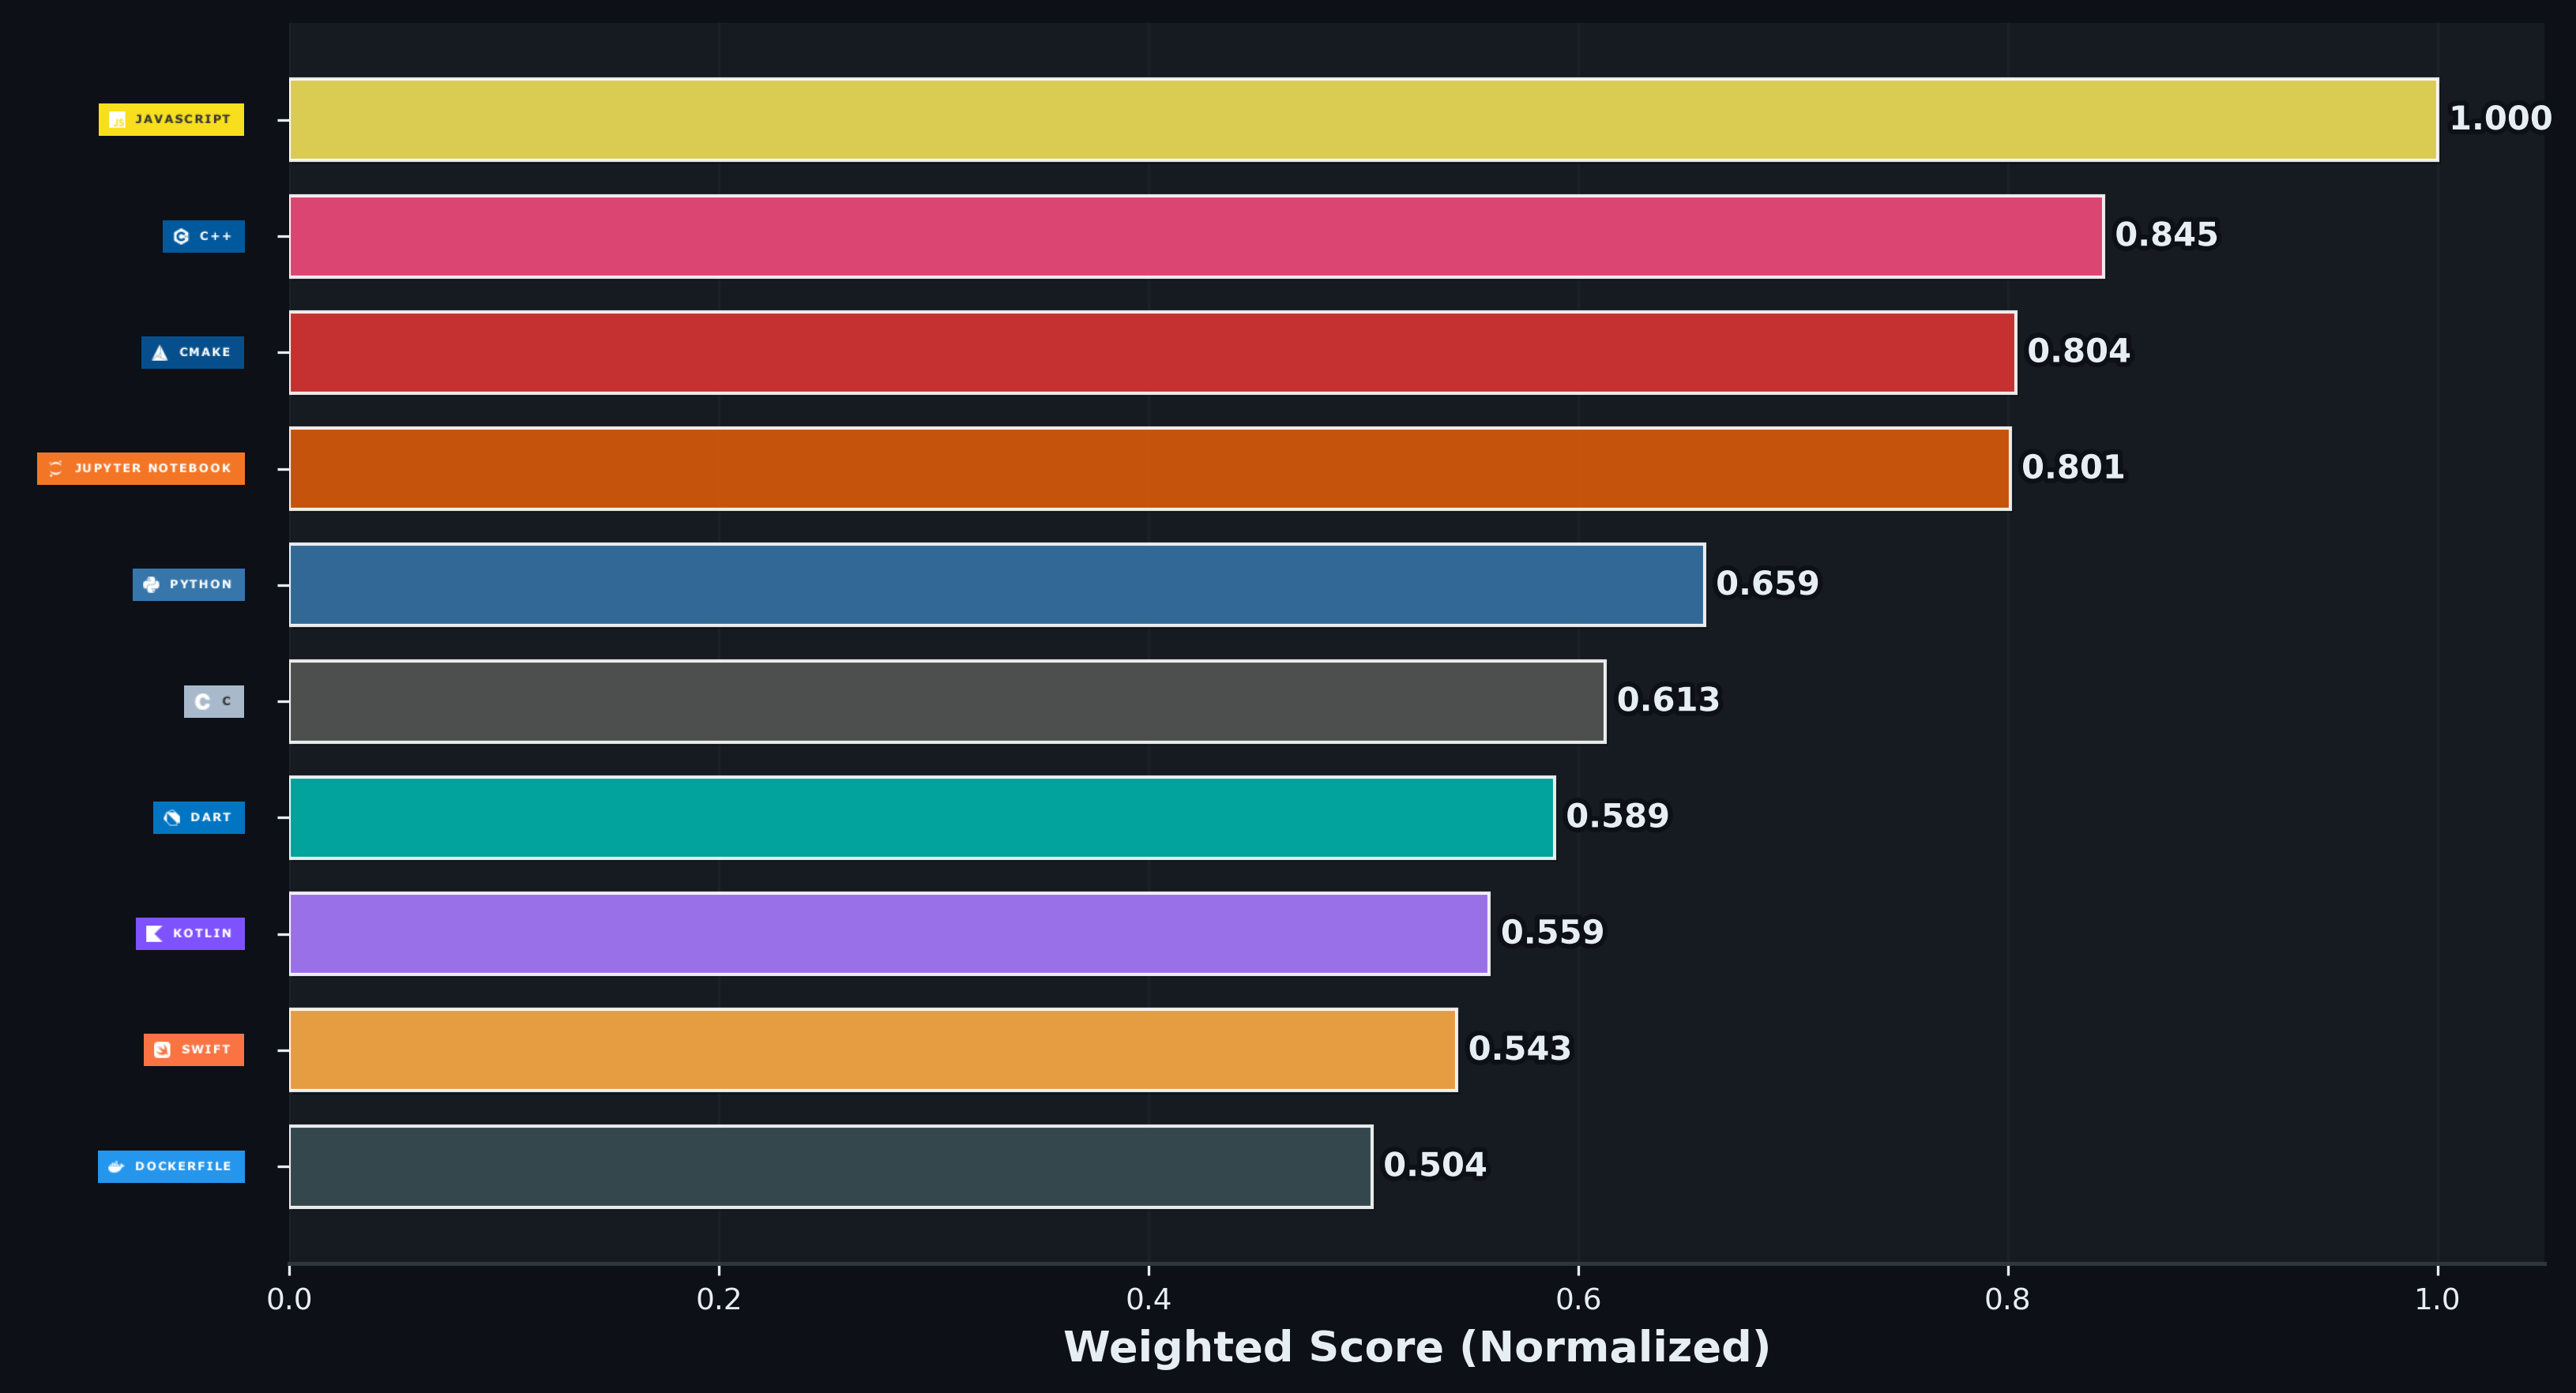 JAVASCRIPT 1.000
C++ 0.845
CMAKE 0.804
JUPYTER NOTEBOOK 0.801
PYTHON 0.659
C C 0.613
DART 0.589
KOTLIN 0.559
SWIFT 0.543
DOCKERFILE 0.504
0.0 0.2 0.4 0.6 0.8 1.0
Weighted Score (Normalized)